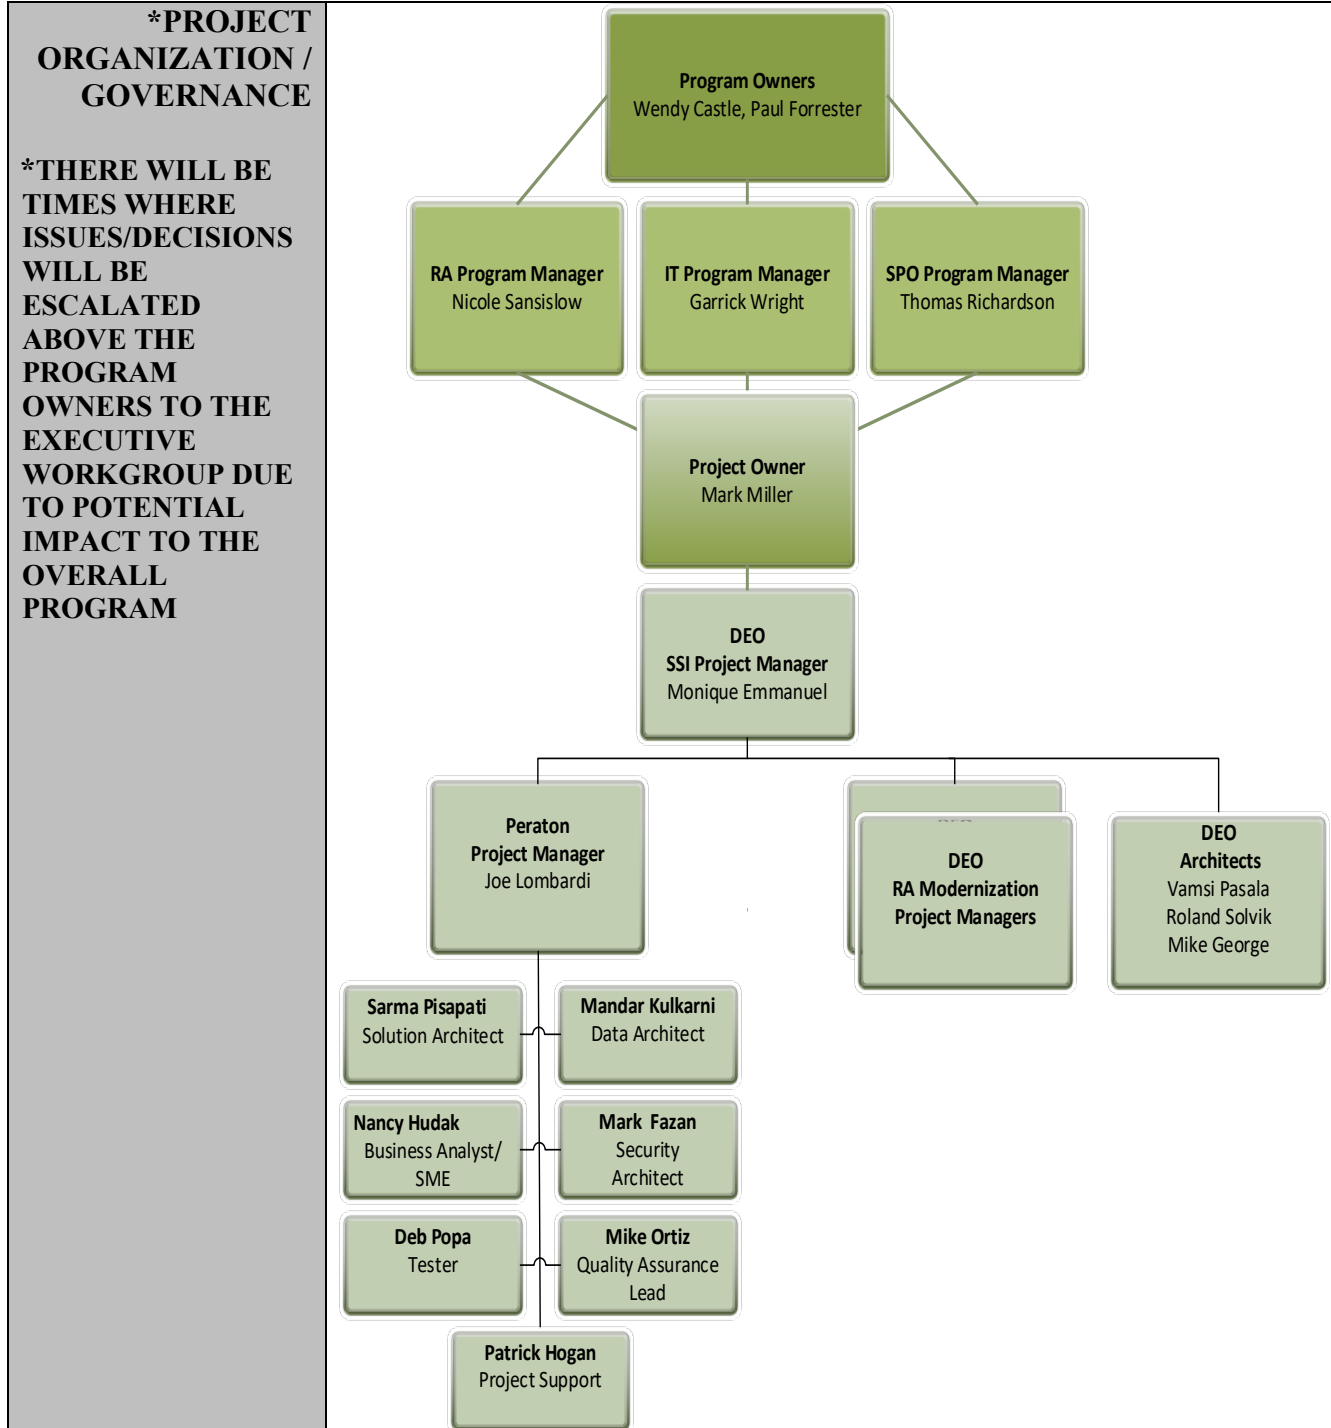 *PROJECT
ORGANIZATION /
GOVERNANCE
*THERE WILL BE
TIMES WHERE
ISSUES/DECISIONS
WILL BE
ESCALATED
ABOVE THE
PROGRAM
OWNERS TO THE
EXECUTIVE
WORKGROUP DUE
TO POTENTIAL
IMPACT TO THE
OVERALL
PROGRAM
Program Owners
Wendy Castle, Paul Forrester
RA Program Manager
Nicole Sansislow
IT Program Manager
Garrick Wright
SPO Program Manager
Thomas Richardson
Project Owner
Mark Miller
DEO
SSI Project Manager
Monique Emmanuel
Peraton
Project Manager
Joe Lombardi
DEO
RA Modernization
Project Managers
DEO
Architects
Vamsi Pasala
Roland Solvik
Mike George
Sarma Pisapati
Solution Architect
Mandar Kulkarni
Data Architect
Nancy Hudak
Business Analyst/
SME
Mark Fazan
Security
Architect
Deb Popa
Tester
Mike Ortiz
Quality Assurance
Lead
Patrick Hogan
Project Support